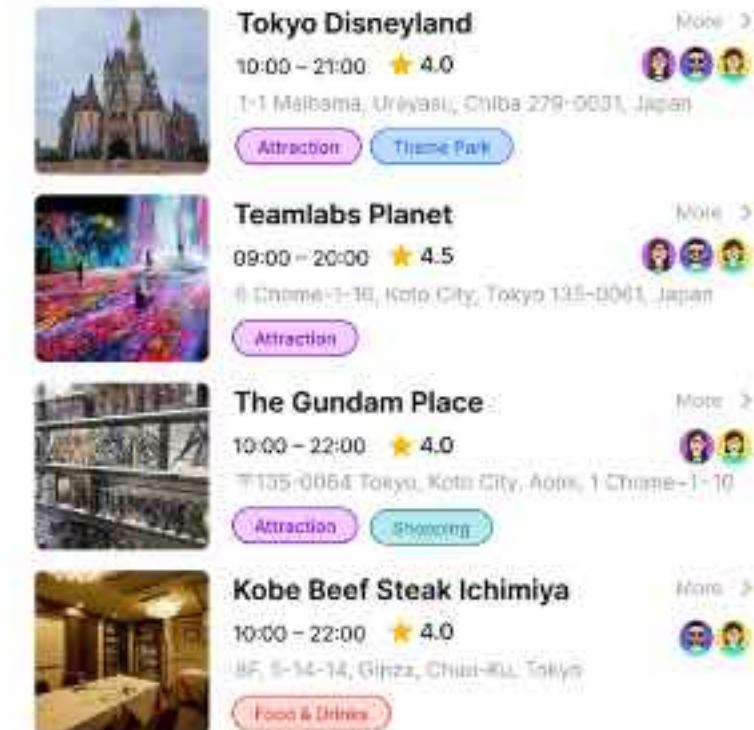 Tokyo Disneyland
More
10:00 – 21:00 4.0
1-1 Maihama, Urayasu, Chiba 279-0031, Japan
Attraction Theme Park
Teamlabs Planet
More
09:00 – 20:00 4.5
6 Chome-1-16, Koto City, Tokyo 135-0061, Japan
Attraction
The Gundam Place
More
10:00 – 22:00 4.0
〒135-0064 Tokyo, Koto City, Aomi, 1 Chome-1-10
Attraction Shopping
Kobe Beef Steak Ichimiya
More
10:00 – 22:00 4.0
8F, 5-14-14, Ginza, Chuo-Ku, Tokyo
Food & Drinks